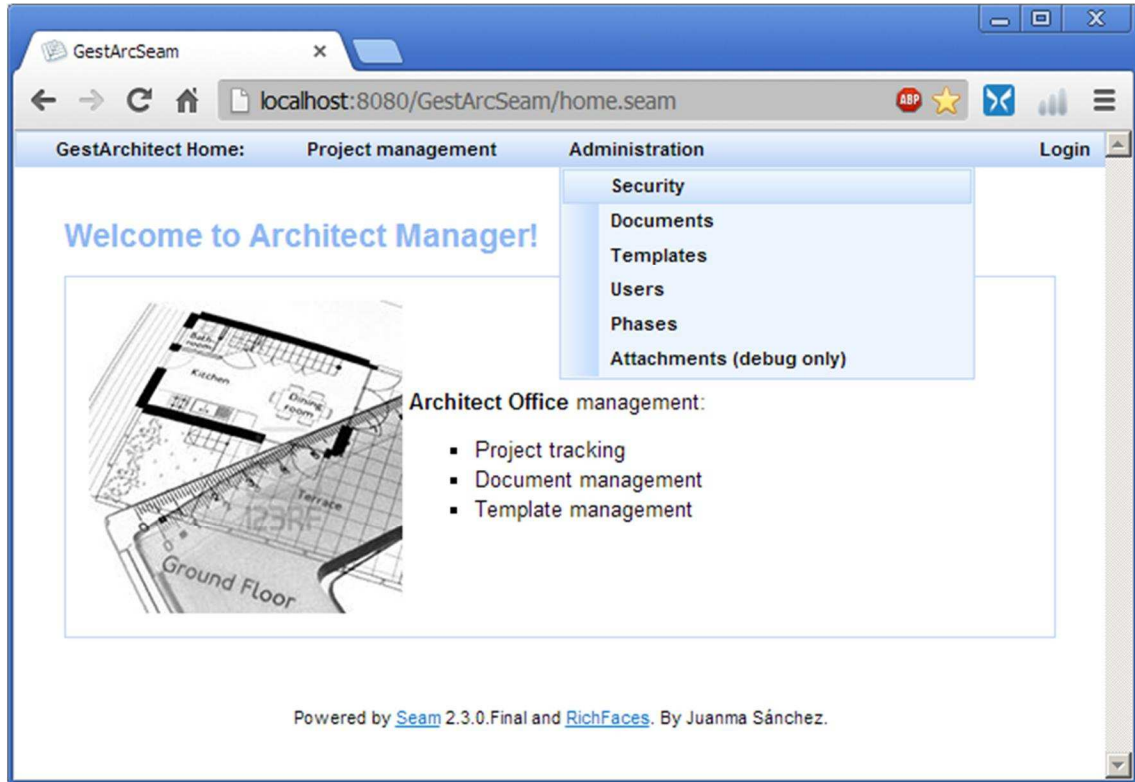 GestArcSeam
localhost:8080/GestArcSeam/home.seam
ABP
GestArchitect Home: Project management Administration Login
Security
Documents
Templates
Users
Phases
Attachments (debug only)
Welcome to Architect Manager!
Bath-
room
Kitchen
Dining
room
Terrace
123RF
Ground Floor
Architect Office management:
Project tracking
Document management
Template management
Powered by Seam 2.3.0.Final and RichFaces. By Juanma Sánchez.